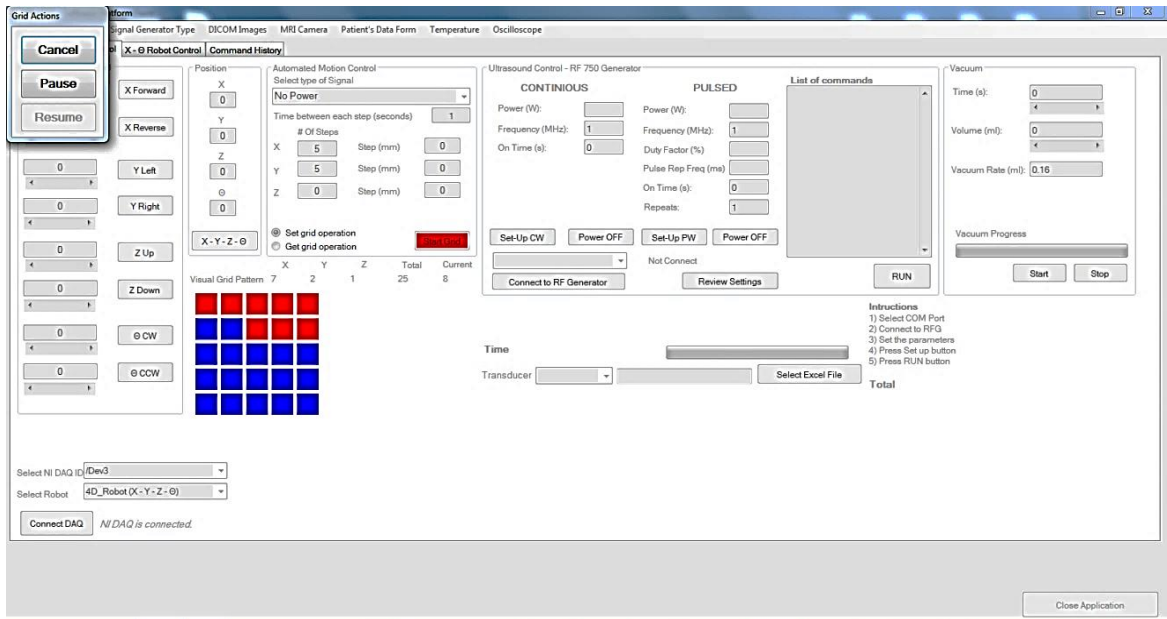 Grid Actions
tform
Cancel
Pause
Resume
Signal Generator Type DICOM Images MRI Camera Patient's Data Form Temperature Oscilloscope
X - Θ Robot Control Command History
X Forward
X Reverse
0 Y Left
0 Y Right
0 Z Up
0 Z Down
0 Θ CW
0 Θ CCW
Position
X
0
Y
0
Z
0
Θ
0
X - Y - Z - Θ
Automated Motion Control
Select type of Signal
No Power
Time between each step (seconds) 1
# Of Steps
X 5 Step (mm) 0
Y 5 Step (mm) 0
Z 0 Step (mm) 0
Set grid operation
Get grid operation
Start Grid
X Y Z Total Current
Visual Grid Pattern 7 2 1 25 8
Ultrasound Control - RF 750 Generator
CONTINIOUS
Power (W):
Frequency (MHz): 1
On Time (s): 0
PULSED
Power (W):
Frequency (MHz): 1
Duty Factor (%)
Pulse Rep Freq (ms)
On Time (s): 0
Repeats: 1
Set-Up CW Power OFF Set-Up PW Power OFF
Not Connect
Connect to RF Generator Review Settings
List of commands
RUN
Vacuum
Time (s): 0
Volume (ml): 0
Vacuum Rate (ml): 0.16
Vacuum Progress
Start Stop
Intructions
1) Select COM Port
2) Connect to RFG
3) Set the parameters
4) Press Set up button
5) Press RUN button
Time
Transducer Select Excel File
Total
Select NI DAQ ID /Dev3
Select Robot 4D_Robot (X - Y - Z - Θ)
Connect DAQ NI DAQ is connected.
Close Application